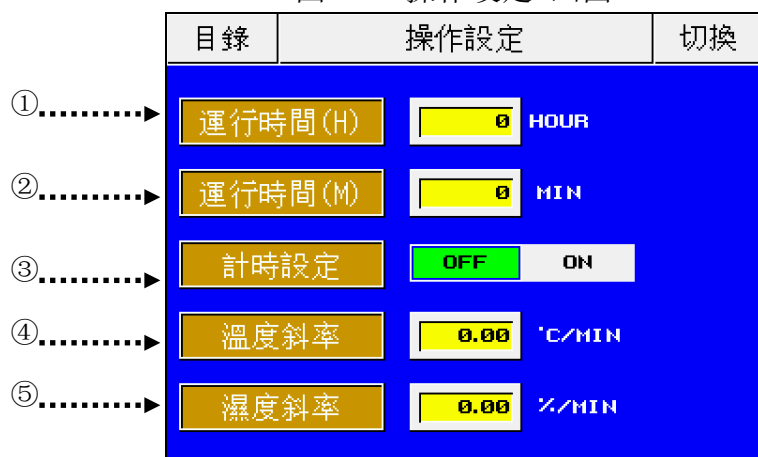 目錄 操作設定 切換
① 運行時間(H) 0 HOUR
② 運行時間(M) 0 MIN
③ 計時設定 OFF ON
④ 溫度斜率 0.00 °C/MIN
⑤ 濕度斜率 0.00 %/MIN